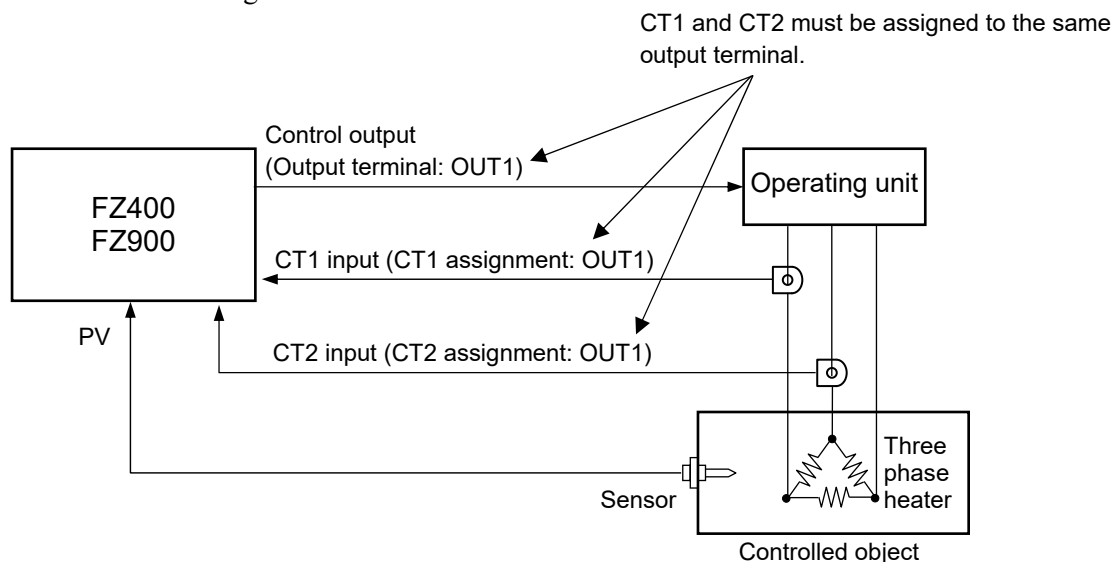 CT1 and CT2 must be assigned to the same
output terminal.
Control output
(Output terminal: OUT1)
Operating unit
FZ400
FZ900
CT1 input (CT1 assignment: OUT1)
PV
CT2 input (CT2 assignment: OUT1)
Three
phase
heater
Sensor
Controlled object